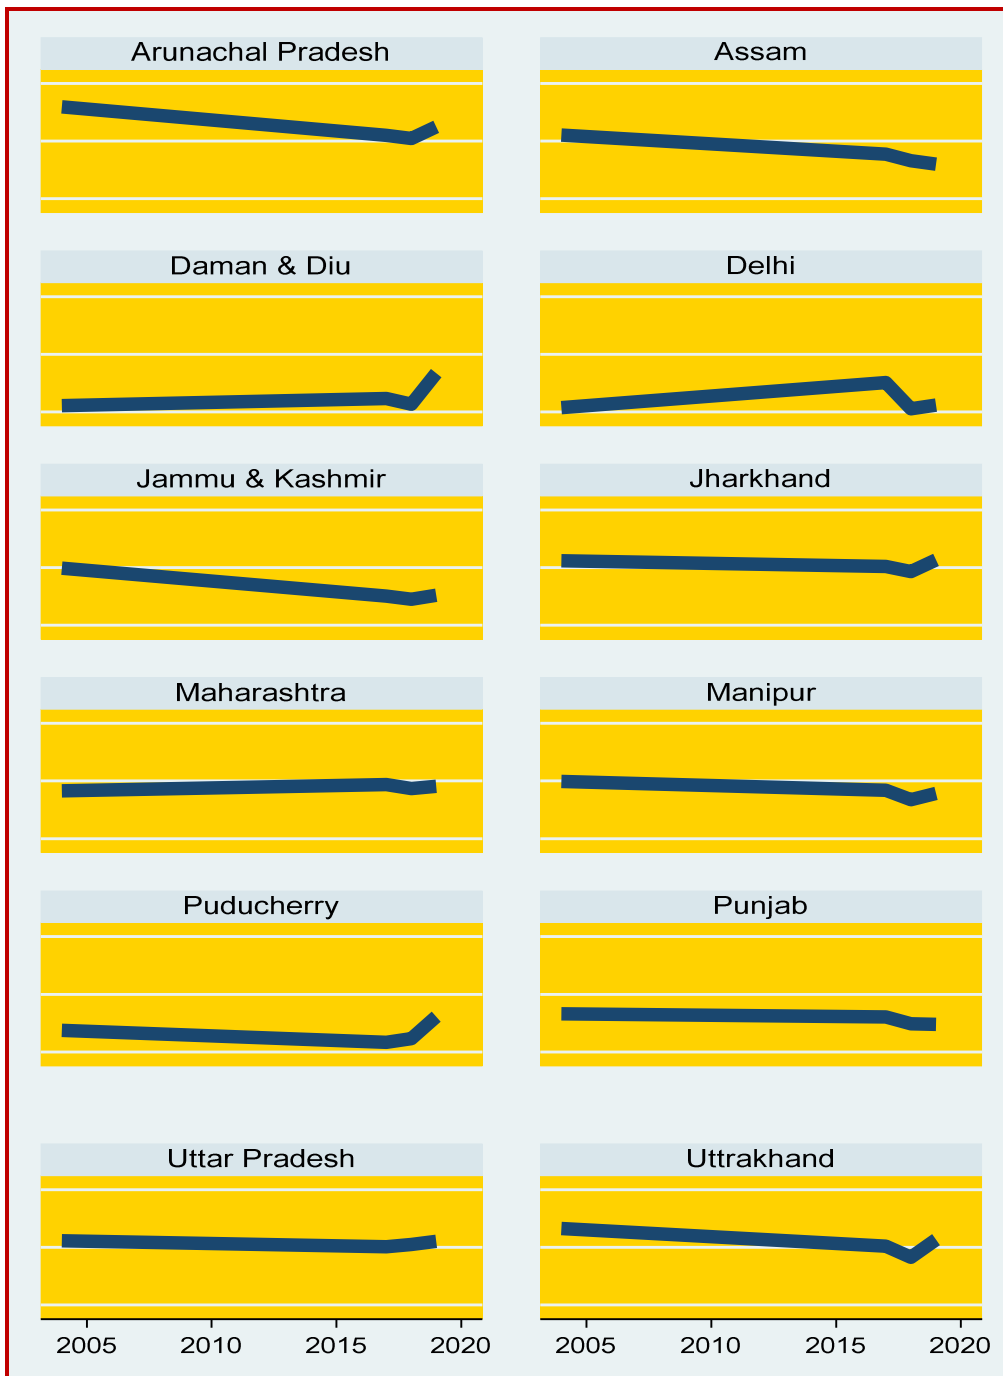 Arunachal Pradesh
Assam
Daman & Diu
Delhi
Jammu & Kashmir
Jharkhand
Maharashtra
Manipur
Puducherry
Punjab
Uttar Pradesh
Uttrakhand
2005 2010 2015 2020
2005 2010 2015 2020